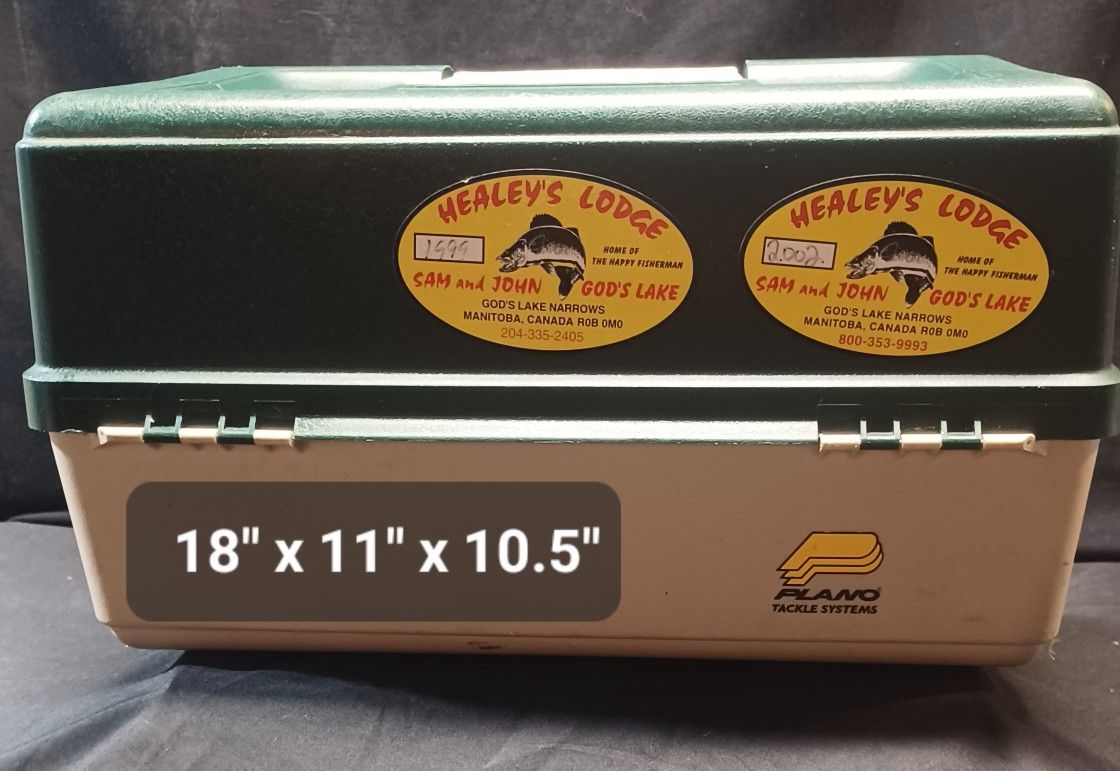 HEALEY'S LODGE
1999
HOME OF
THE HAPPY FISHERMAN
SAM and JOHN GOD'S LAKE
GOD'S LAKE NARROWS
MANITOBA, CANADA R0B 0M0
204-335-2405
HEALEY'S LODGE
2002
HOME OF
THE HAPPY FISHERMAN
SAM and JOHN GOD'S LAKE
GOD'S LAKE NARROWS
MANITOBA, CANADA R0B 0M0
800-353-9993
18" x 11" x 10.5"
PLANO
TACKLE SYSTEMS